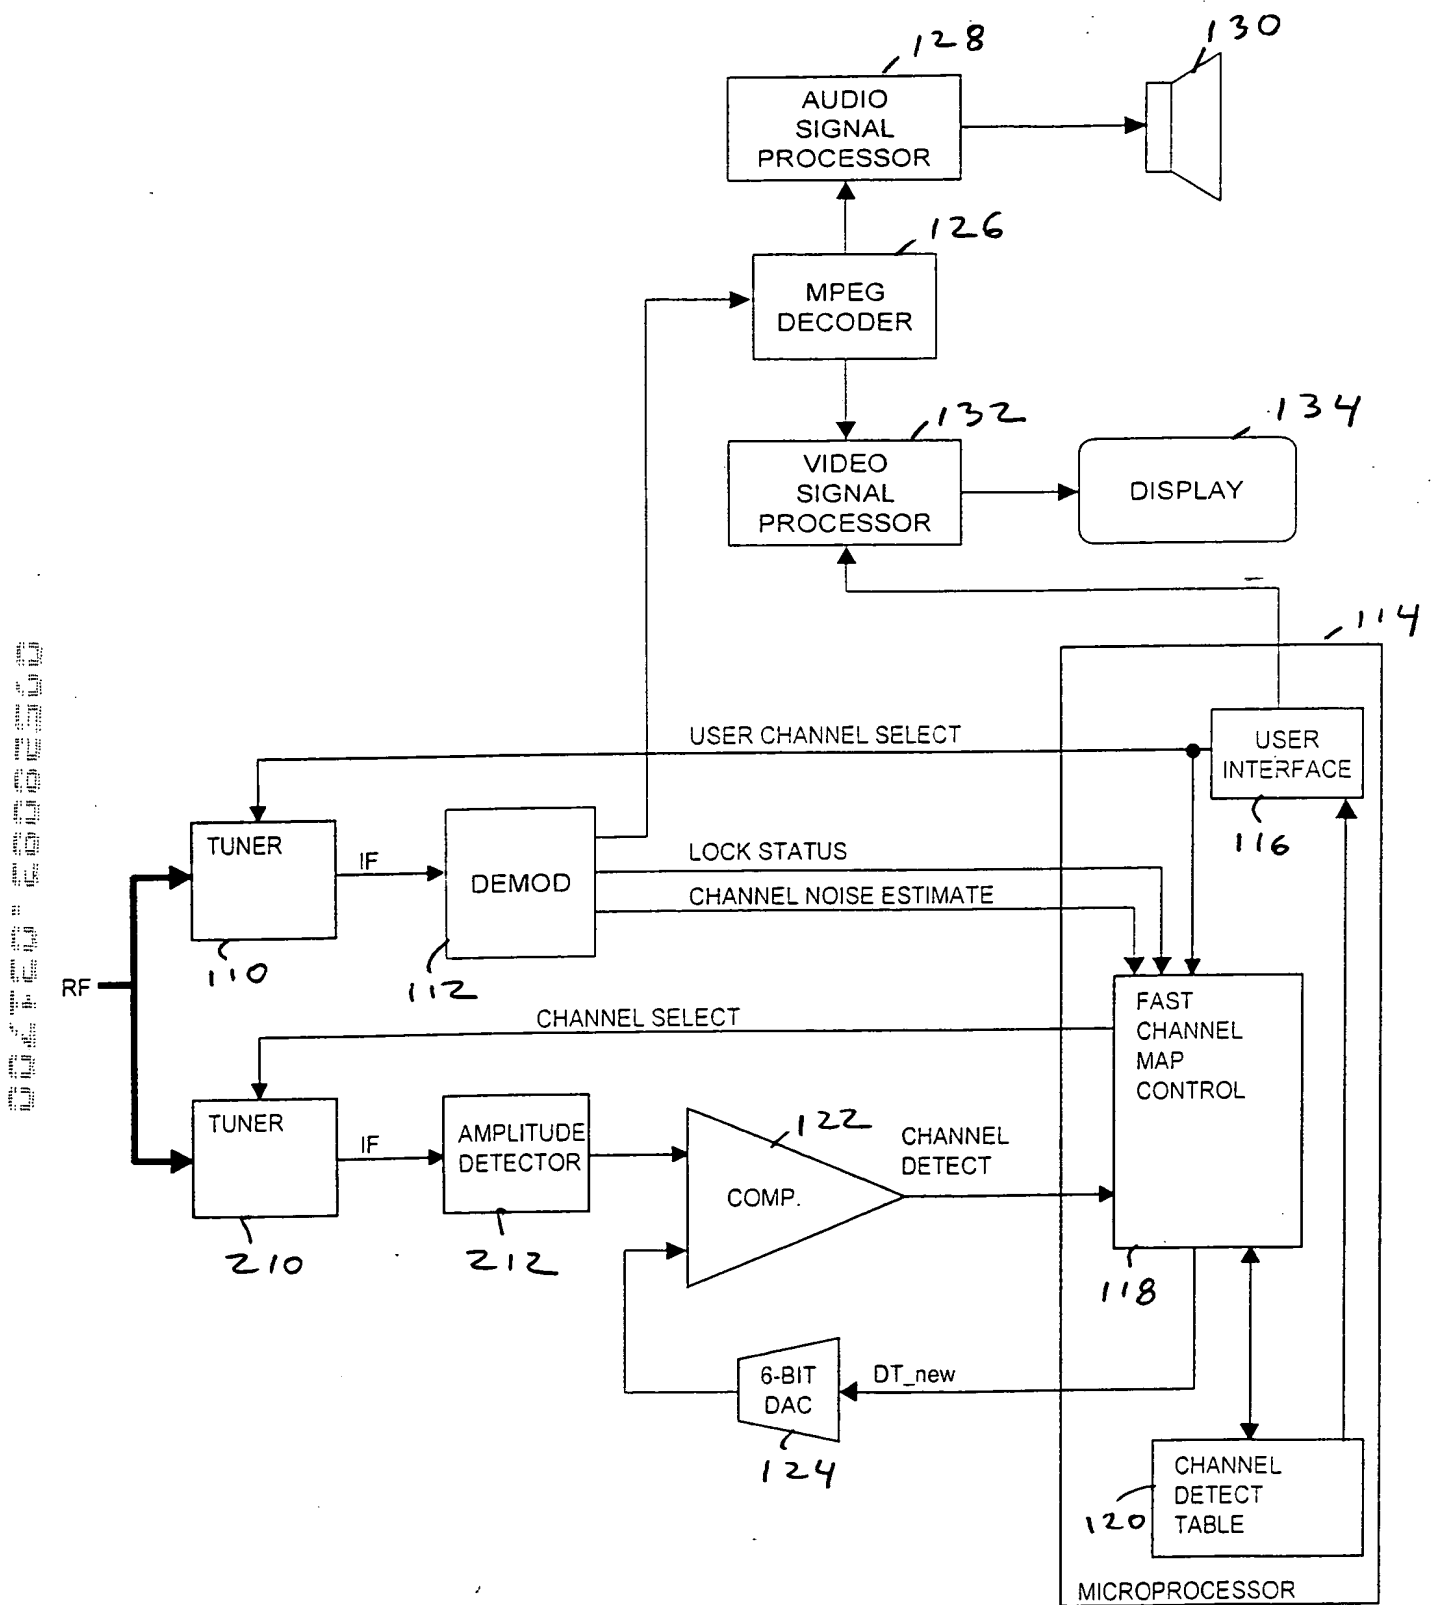 128
130
AUDIO
SIGNAL
PROCESSOR
126
MPEG
DECODER
132
134
VIDEO
SIGNAL
PROCESSOR
DISPLAY
114
USER CHANNEL SELECT
USER
INTERFACE
116
TUNER
IF
DEMOD
LOCK STATUS
CHANNEL NOISE ESTIMATE
110
112
RF
FAST
CHANNEL
MAP
CONTROL
CHANNEL SELECT
TUNER
IF
AMPLITUDE
DETECTOR
122
COMP.
CHANNEL
DETECT
210
212
118
6-BIT
DAC
DT_new
124
CHANNEL
DETECT
TABLE
120
MICROPROCESSOR